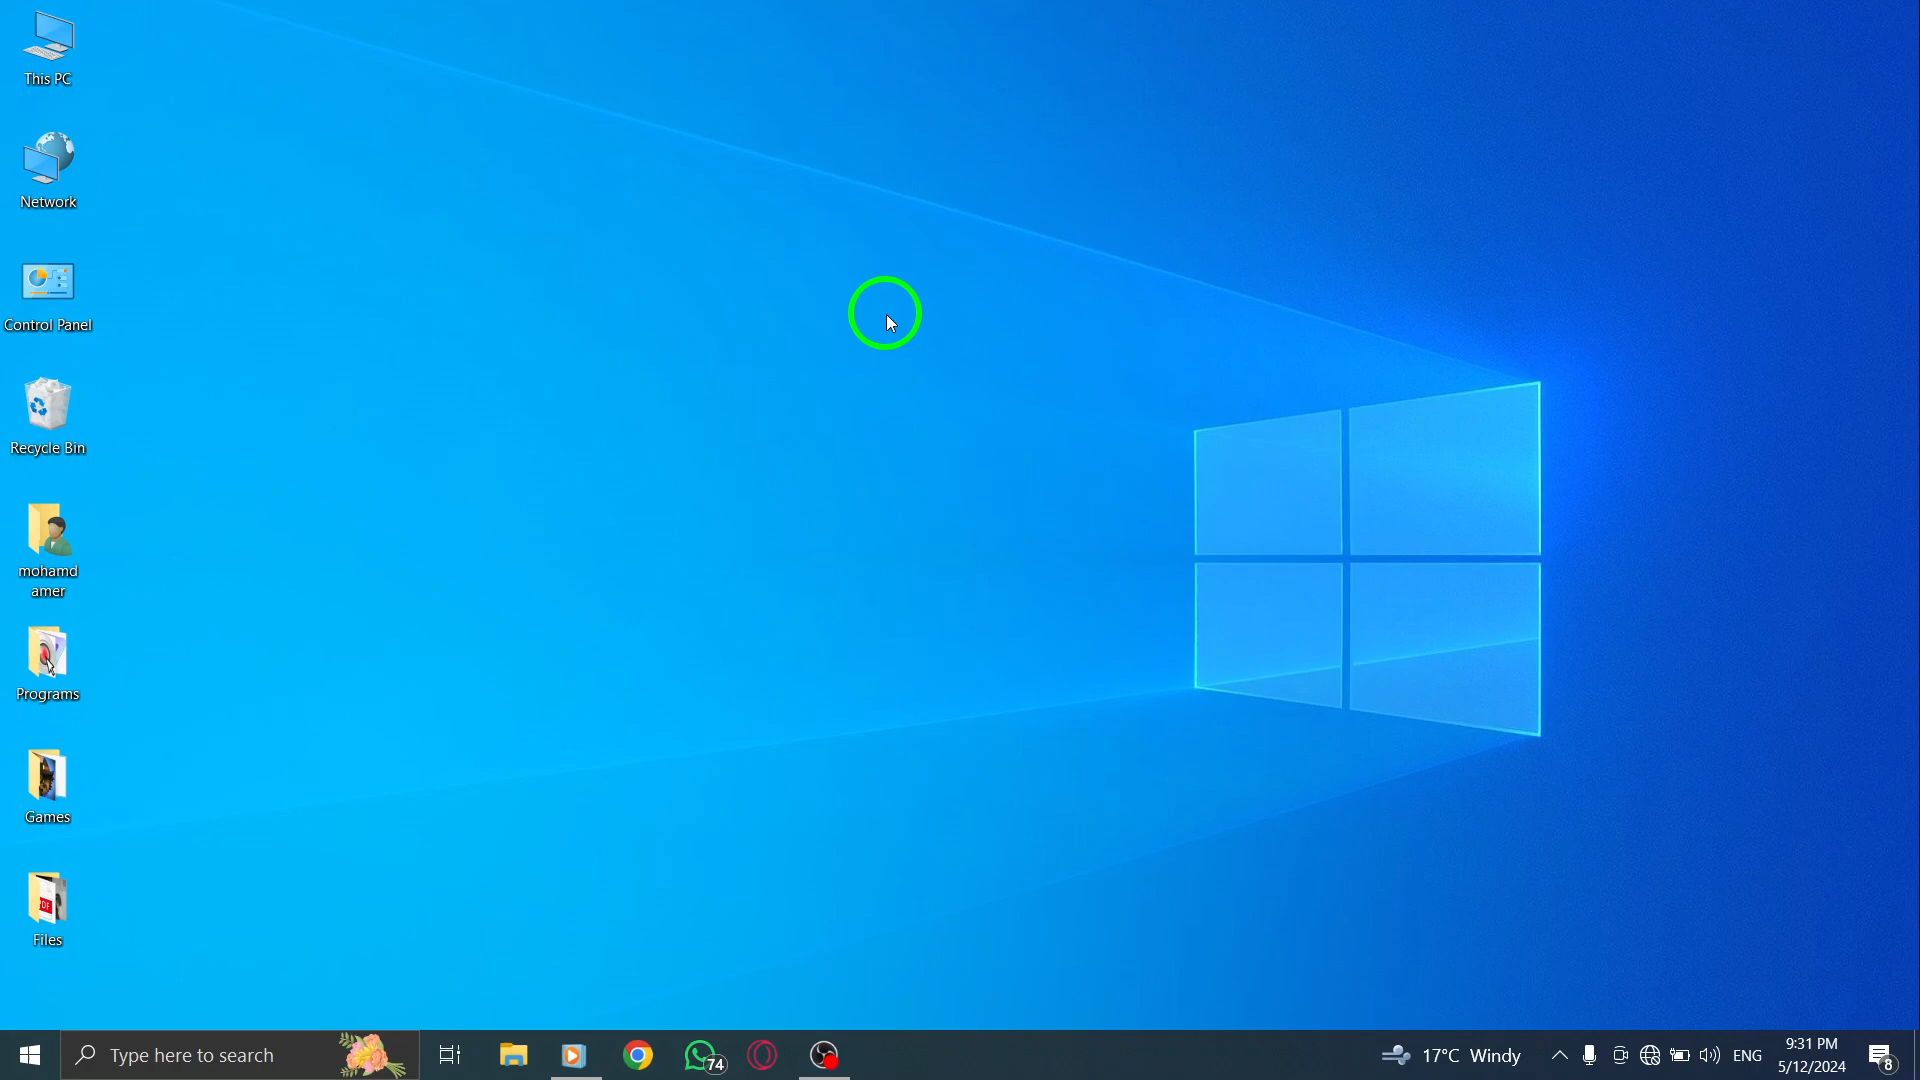 This PC
Network
Control Panel
Recycle Bin
mohamd
amer
Programs
Games
PDF
Files
Type here to search
74
17°C Windy
ENG
9:31 PM
5/12/2024
8